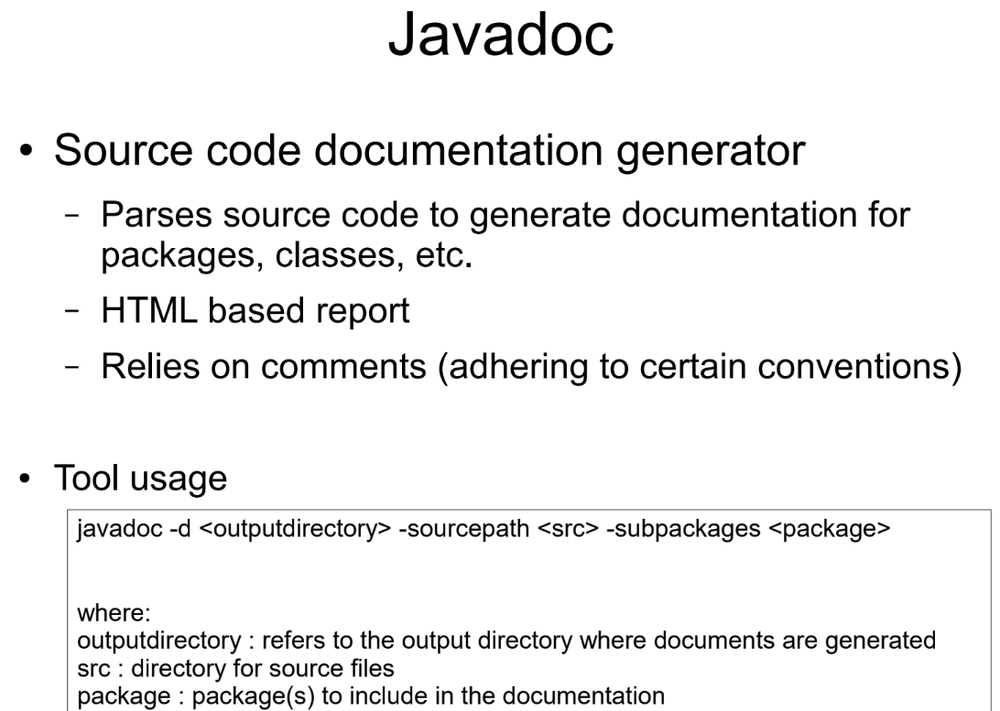 Javadoc
• Source code documentation generator
– Parses source code to generate documentation for
packages, classes, etc.
– HTML based report
– Relies on comments (adhering to certain conventions)
• Tool usage
javadoc -d <outputdirectory> -sourcepath <src> -subpackages <package>
where:
outputdirectory : refers to the output directory where documents are generated
src : directory for source files
package : package(s) to include in the documentation